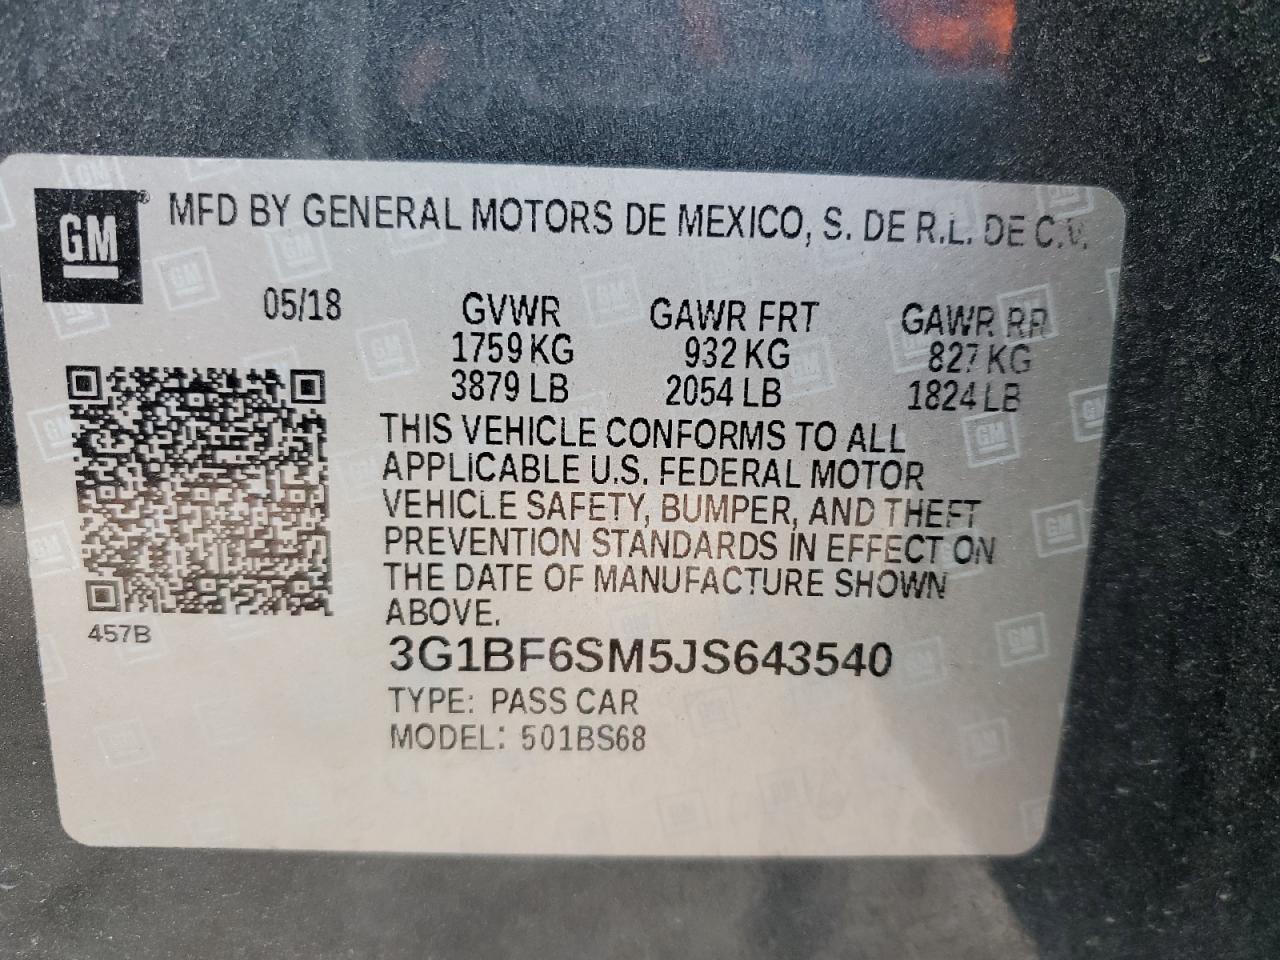 GM
MFD BY GENERAL MOTORS DE MEXICO, S. DE R.L. DE C.V.
05/18 GVWR GAWR FRT GAWR RR
1759 KG 932 KG 827 KG
3879 LB 2054 LB 1824 LB
THIS VEHICLE CONFORMS TO ALL
APPLICABLE U.S. FEDERAL MOTOR
VEHICLE SAFETY, BUMPER, AND THEFT
PREVENTION STANDARDS IN EFFECT ON
THE DATE OF MANUFACTURE SHOWN
ABOVE.
457B
3G1BF6SM5JS643540
TYPE: PASS CAR
MODEL: 501BS68